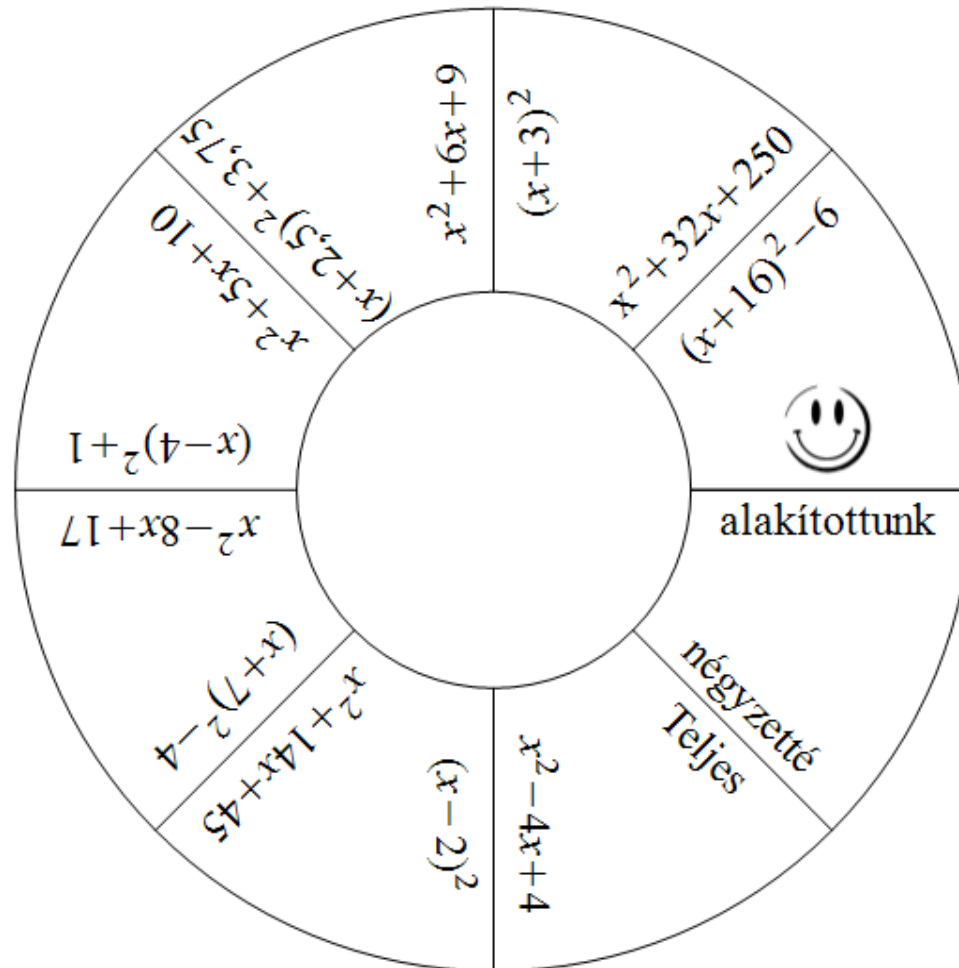 x²+6x+9
(x+3)²
x²+32x+250
(x+16)²−6
alakítottunk
négyzetté
Teljes
x²−4x+4
(x−2)²
x²+14x+45
(x+7)²−4
x²−8x+17
(x−4)²+1
x²+5x+10
(x+2,5)²+3,75